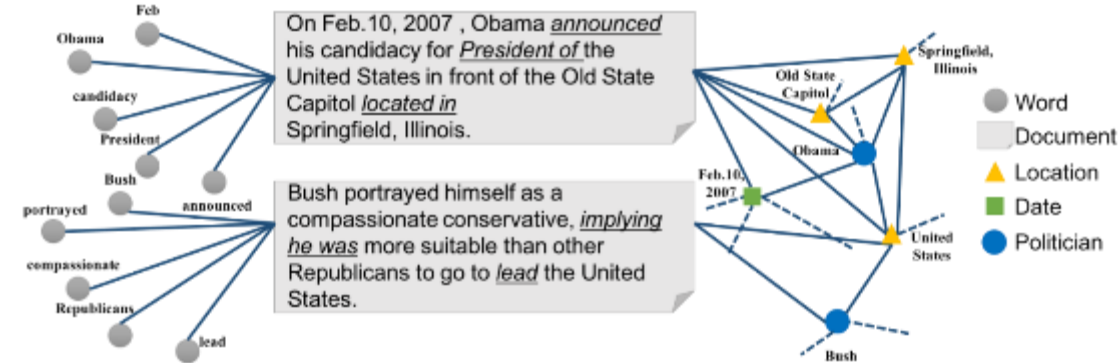 Feb
Obama
candidacy
President
announced
On Feb.10, 2007 , Obama announced
his candidacy for President of the
United States in front of the Old State
Capitol located in
Springfield, Illinois.
Bush
portrayed
compassionate
Republicans
lead
Bush portrayed himself as a
compassionate conservative, implying
he was more suitable than other
Republicans to go to lead the United
States.
Springfield,
Illinois
Old State
Capitol
Obama
Feb.10,
2007
United
States
Bush
Word
Document
Location
Date
Politician